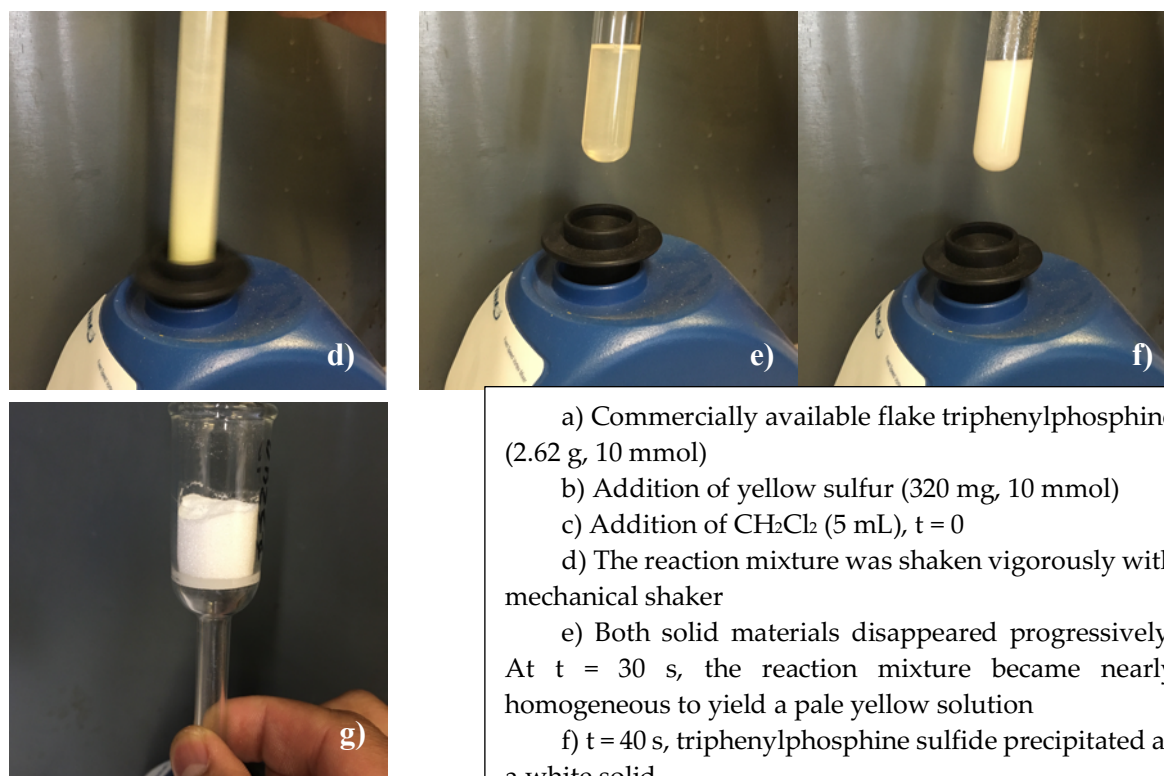 d)
e)
f)
g)
a) Commercially available flake triphenylphosphine
(2.62 g, 10 mmol)
b) Addition of yellow sulfur (320 mg, 10 mmol)
c) Addition of CH₂Cl₂ (5 mL), t = 0
d) The reaction mixture was shaken vigorously with
mechanical shaker
e) Both solid materials disappeared progressively
At t = 30 s, the reaction mixture became nearly
homogeneous to yield a pale yellow solution
f) t = 40 s, triphenylphosphine sulfide precipitated a
a white solid